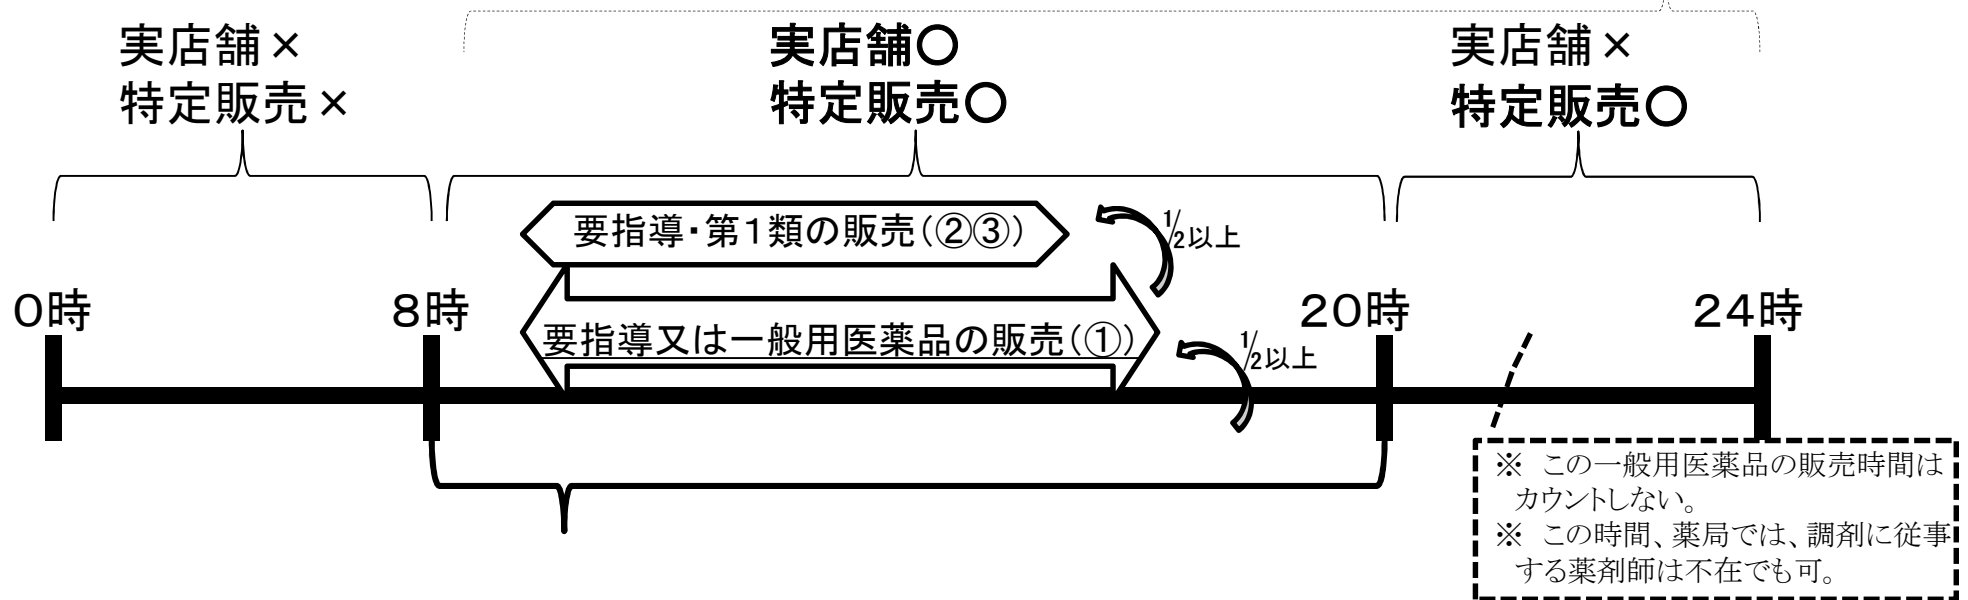 実店舗×
特定販売×
実店舗〇
特定販売〇
実店舗×
特定販売〇
要指導・第1類の販売(②③)
1/2以上
0時
8時
要指導又は一般用医薬品の販売(①)
1/2以上
20時
24時
※ この一般用医薬品の販売時間は
カウントしない。
※ この時間、薬局では、調剤に従事
する薬剤師は不在でも可。